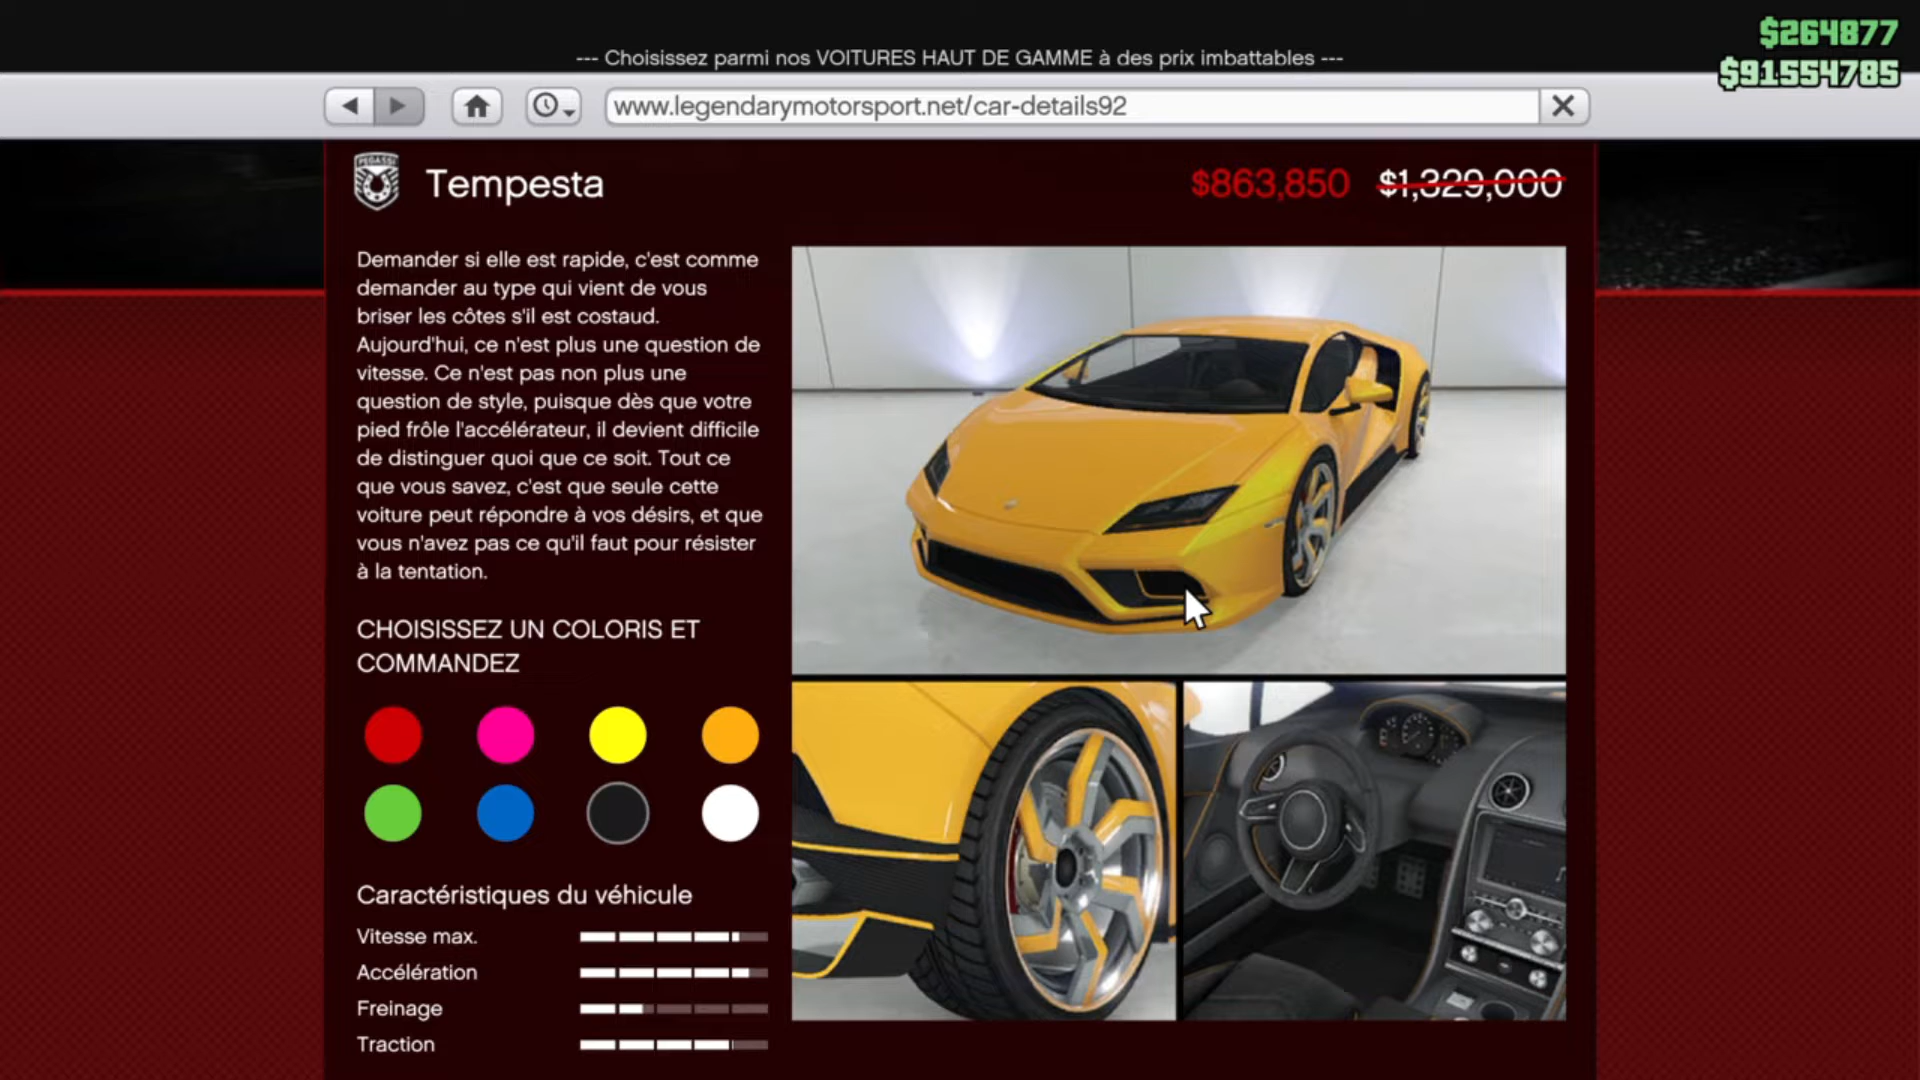 $264877
--- Choisissez parmi nos VOITURES HAUT DE GAMME à des prix imbattables ---
$91554785
www.legendarymotorsport.net/car-details92
PEGASSI
Tempesta
$863,850 $1,329,000
Demander si elle est rapide, c'est comme
demander au type qui vient de vous
briser les côtes s'il est costaud.
Aujourd'hui, ce n'est plus une question de
vitesse. Ce n'est pas non plus une
question de style, puisque dès que votre
pied frôle l'accélérateur, il devient difficile
de distinguer quoi que ce soit. Tout ce
que vous savez, c'est que seule cette
voiture peut répondre à vos désirs, et que
vous n'avez pas ce qu'il faut pour résister
à la tentation.
CHOISISSEZ UN COLORIS ET
COMMANDEZ
Caractéristiques du véhicule
Vitesse max.
Accélération
Freinage
Traction